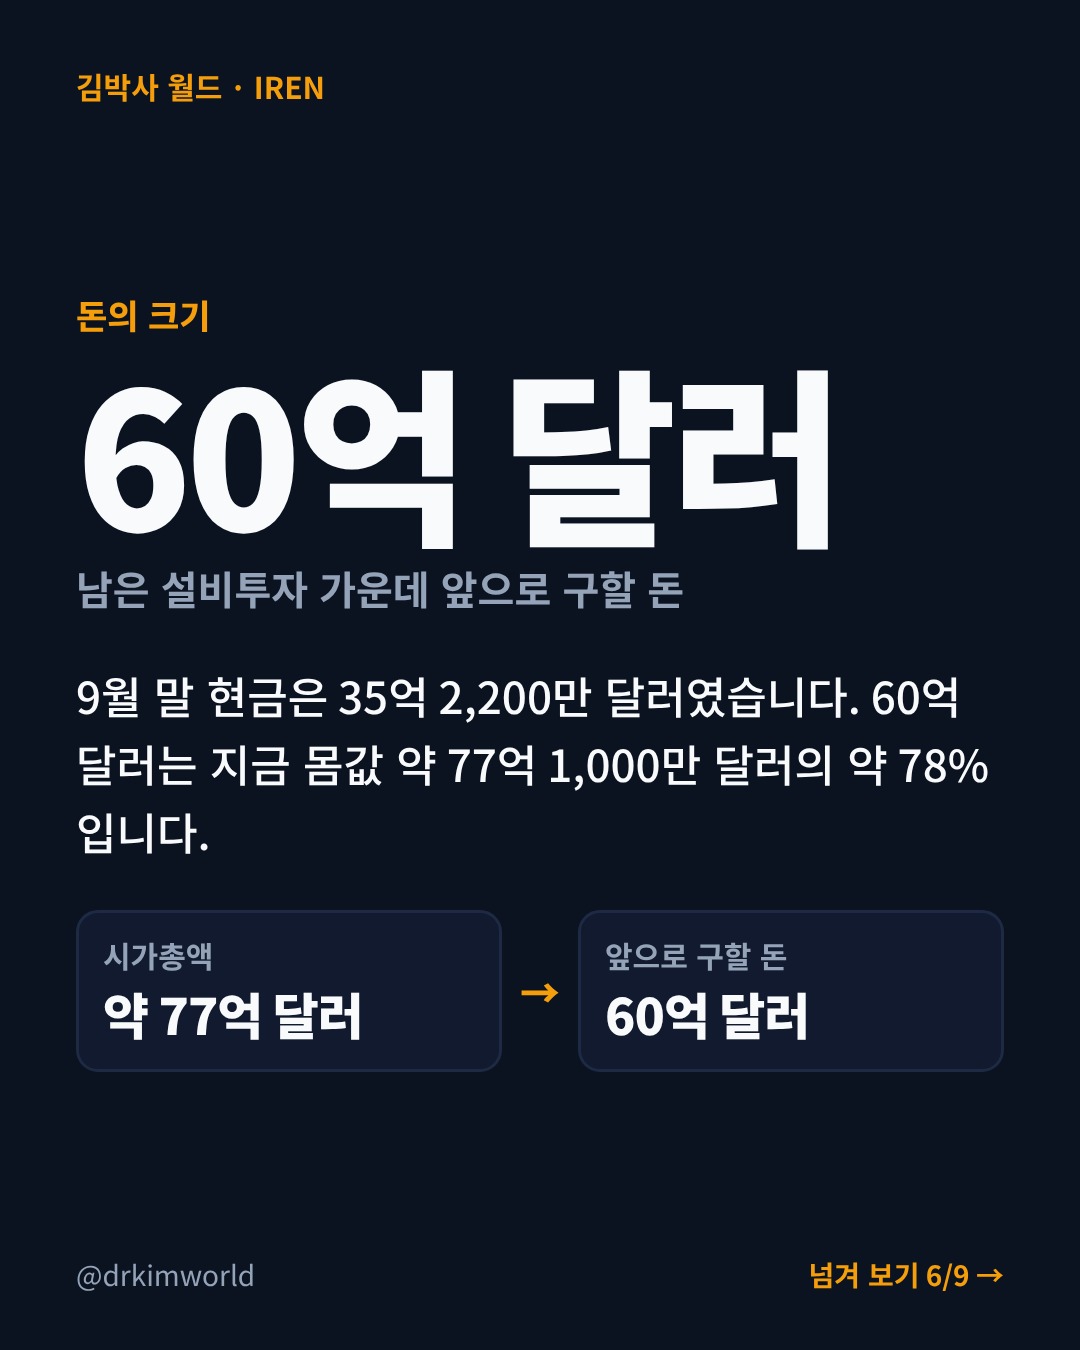 김박사 월드 · IREN
돈의 크기
60억 달러
남은 설비투자 가운데 앞으로 구할 돈
9월 말 현금은 35억 2,200만 달러였습니다. 60억
달러는 지금 몸값 약 77억 1,000만 달러의 약 78%
입니다.
시가총액
약 77억 달러
→
앞으로 구할 돈
60억 달러
@drkimworld
넘겨 보기 6/9 →